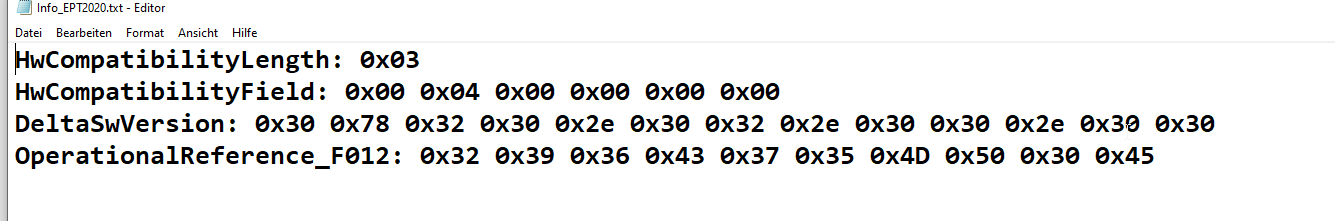 Info_EPT2020.txt - Editor
Datei Bearbeiten Format Ansicht Hilfe
HwCompatibilityLength: 0x03
HwCompatibilityField: 0x00 0x04 0x00 0x00 0x00 0x00
DeltaSwVersion: 0x30 0x78 0x32 0x30 0x2e 0x30 0x32 0x2e 0x30 0x30 0x2e 0x30 0x30
OperationalReference_F012: 0x32 0x39 0x36 0x43 0x37 0x35 0x4D 0x50 0x30 0x45